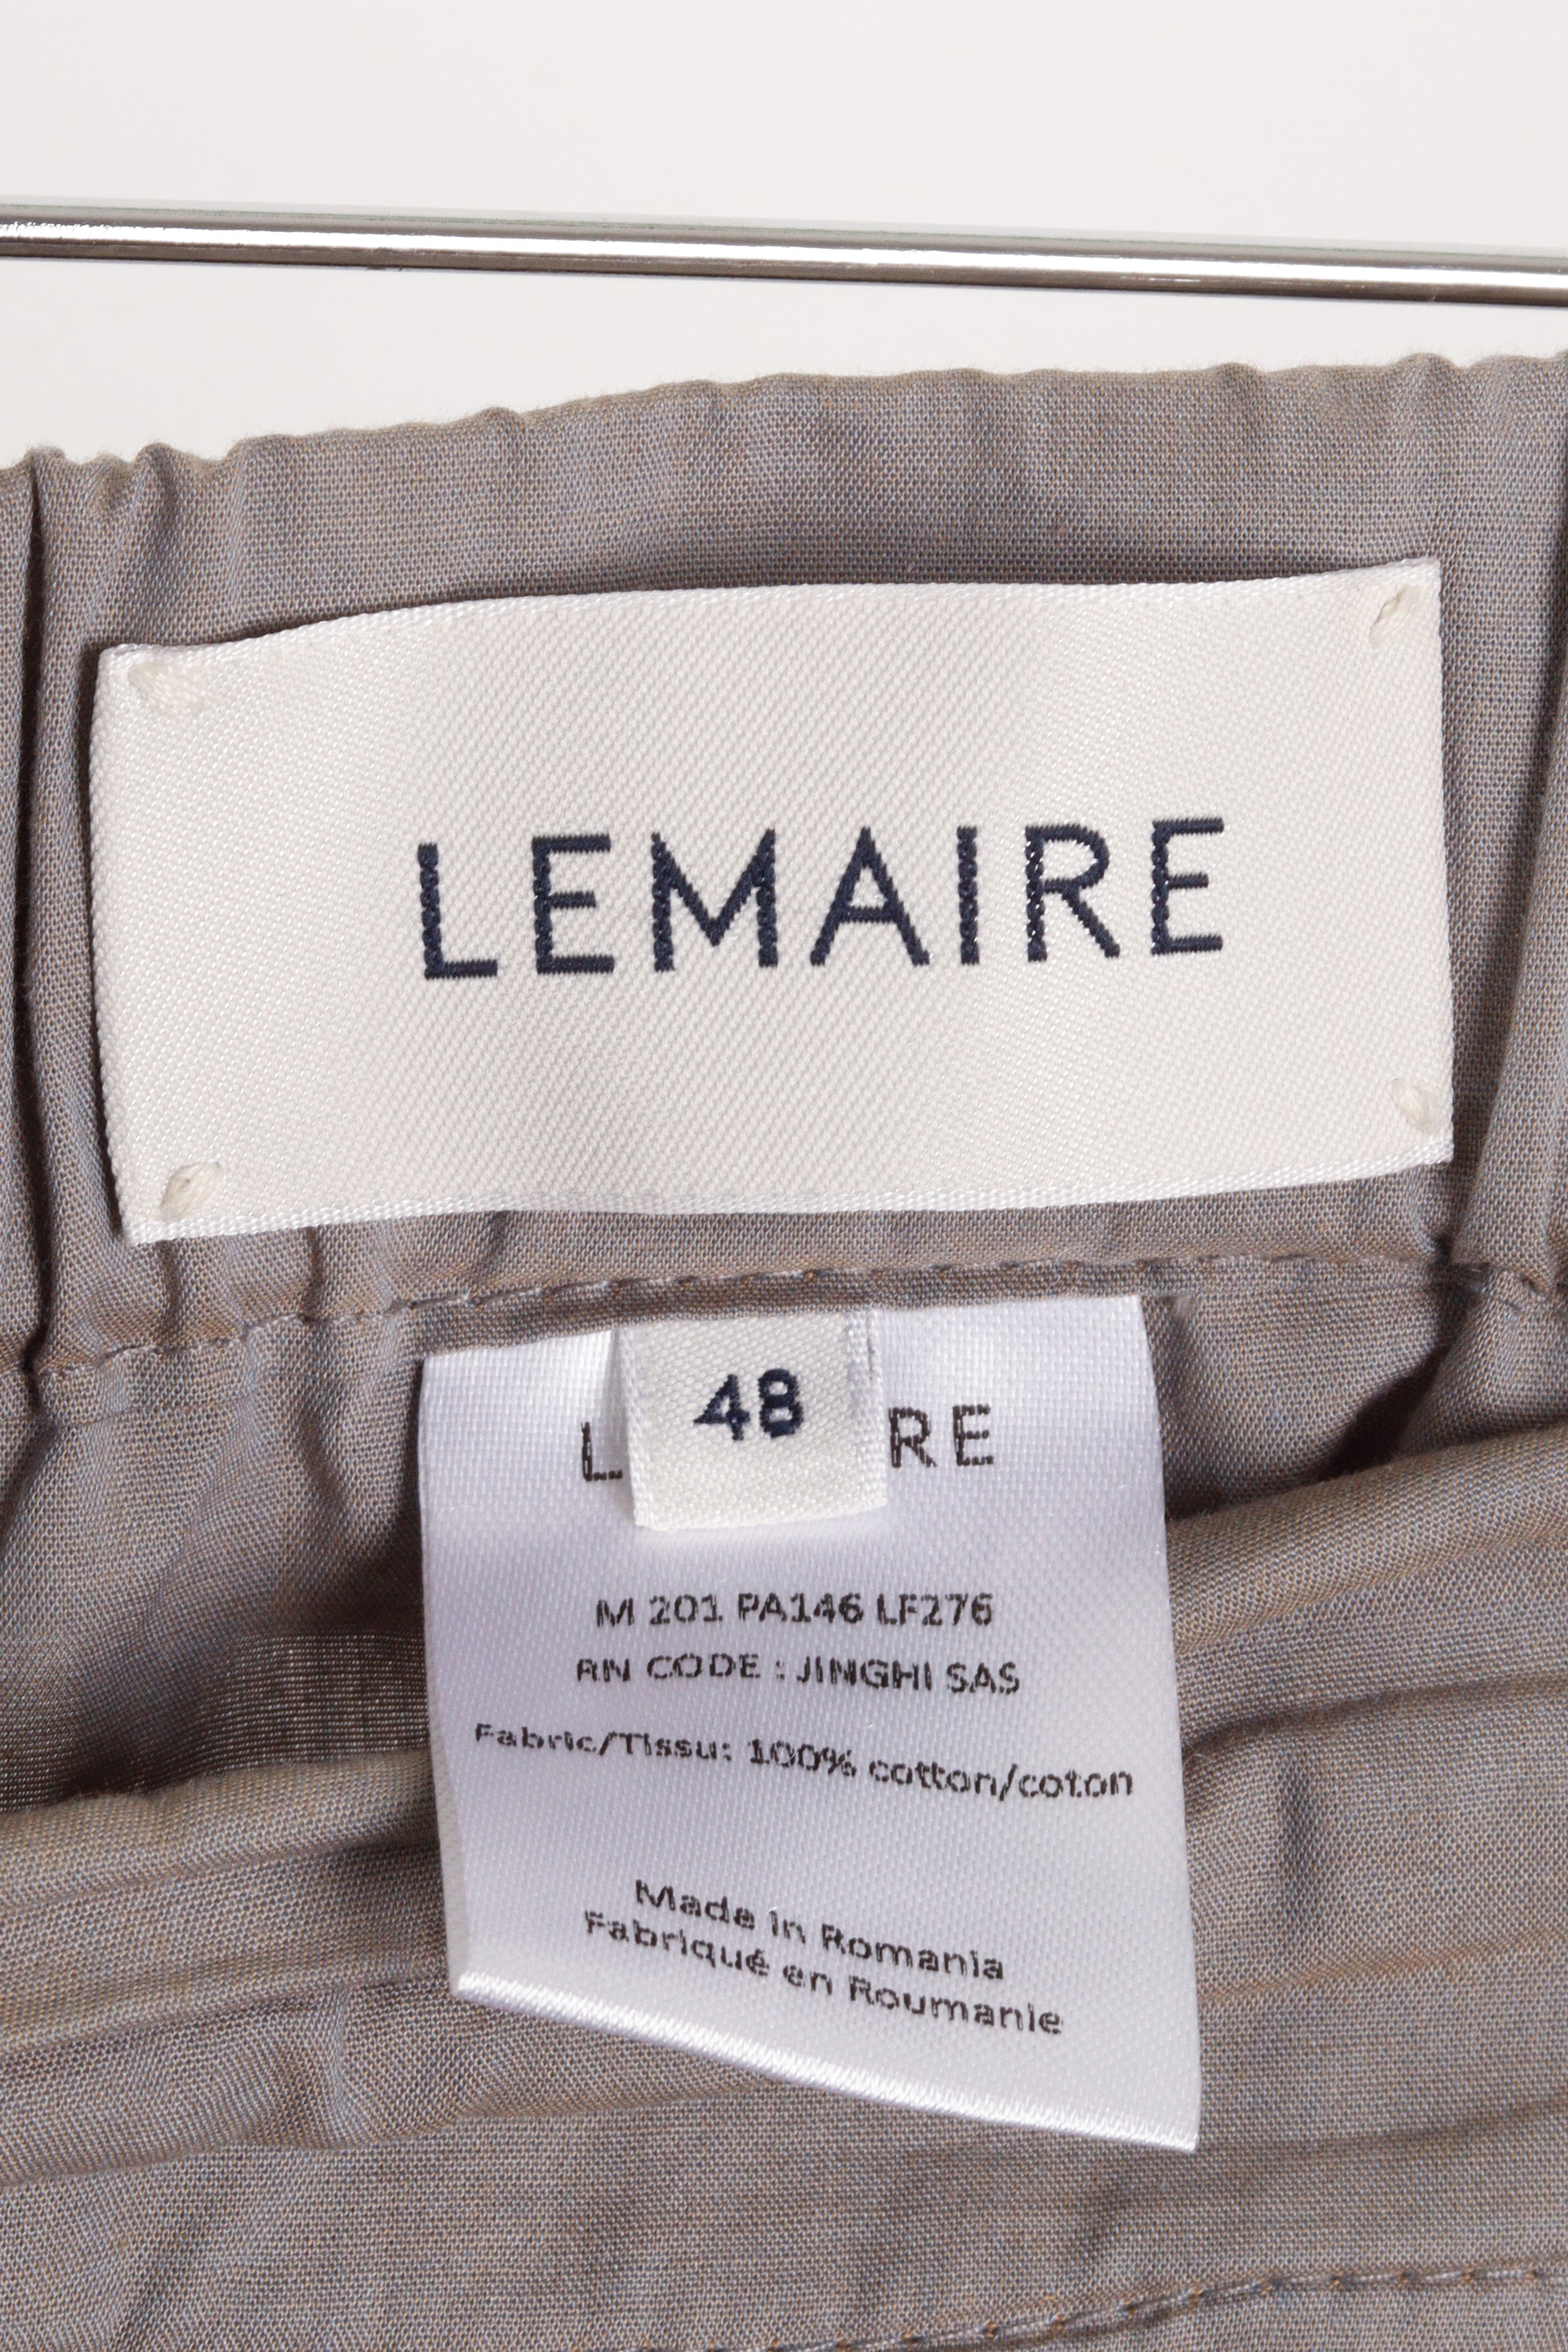 LEMAIRE
48
L RE
M 201 PA146 LF276
RN CODE : JINGHI SAS
Fabric/Tissu: 100% cotton/coton
Made in Romania
Fabriqué en Roumanie